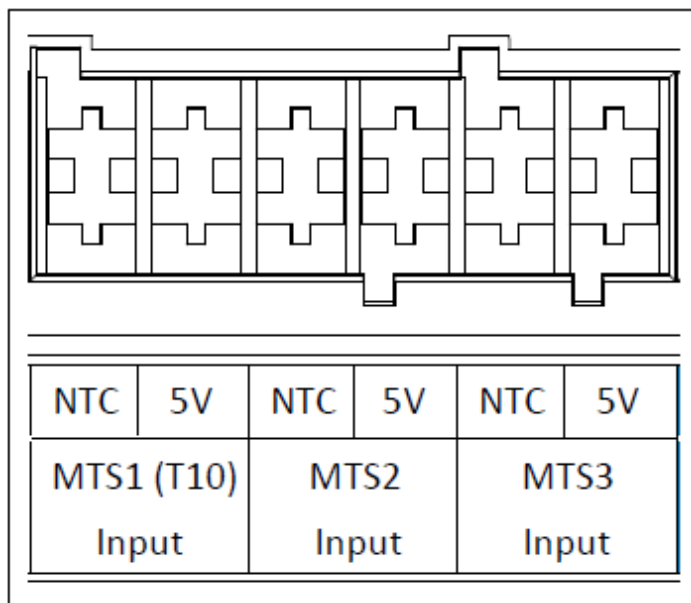 NTC 5V NTC 5V NTC 5V
MTS1 (T10) MTS2 MTS3
Input Input Input